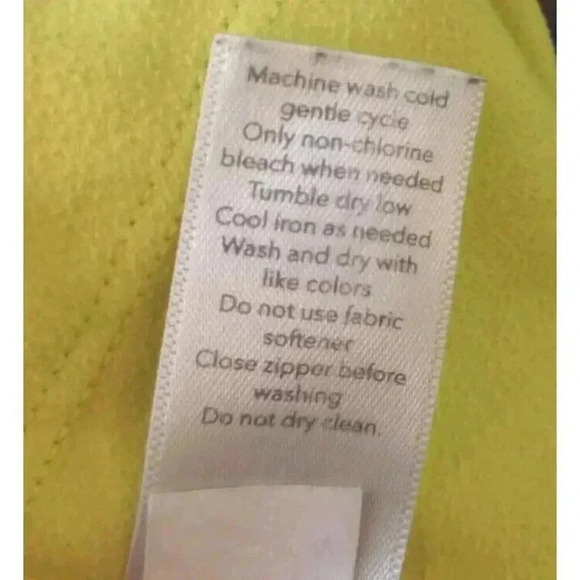 Machine wash cold
gentle cycle
Only non-chlorine
bleach when needed
Tumble dry low
Cool iron as needed
Wash and dry with
like colors
Do not use fabric
softener
Close zipper before
washing
Do not dry clean.